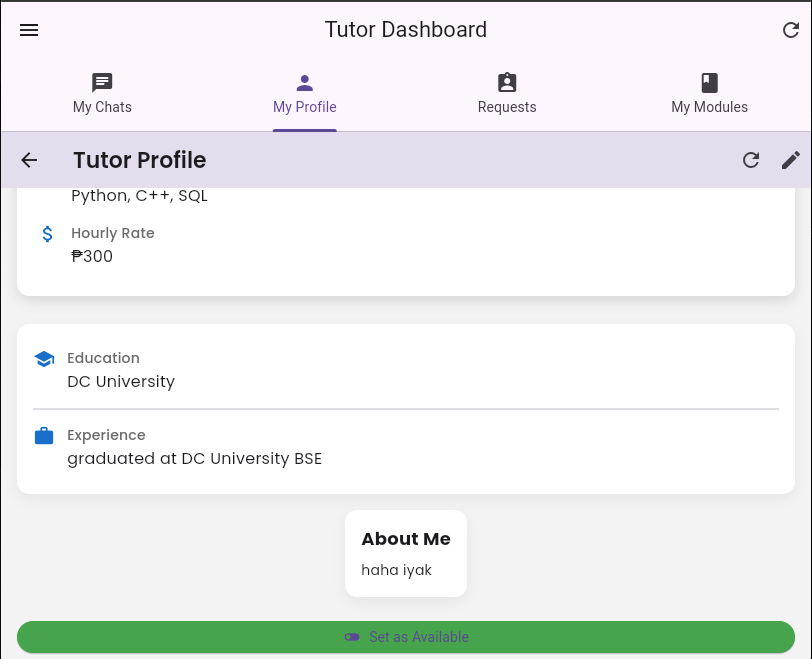 Tutor Dashboard
My Chats
My Profile
Requests
My Modules
Tutor Profile
Python, C++, SQL
Hourly Rate
₱300
Education
DC University
Experience
graduated at DC University BSE
About Me
haha iyak
Set as Available